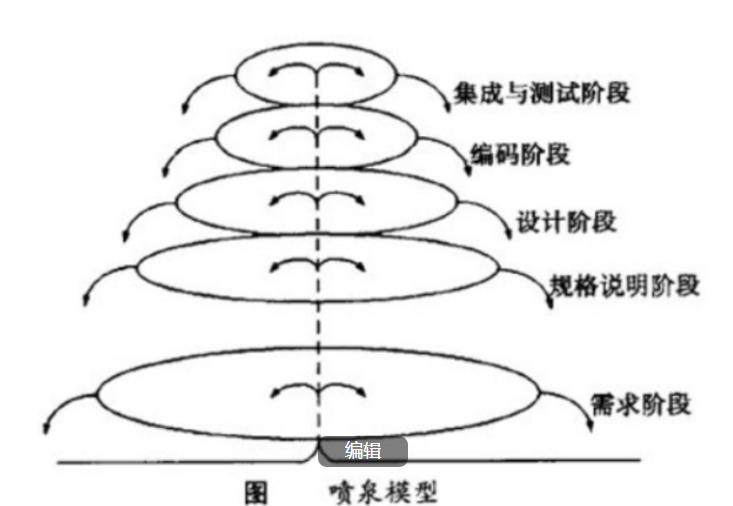 集成与测试阶段
编码阶段
设计阶段
规格说明阶段
需求阶段
编辑
图 喷泉模型